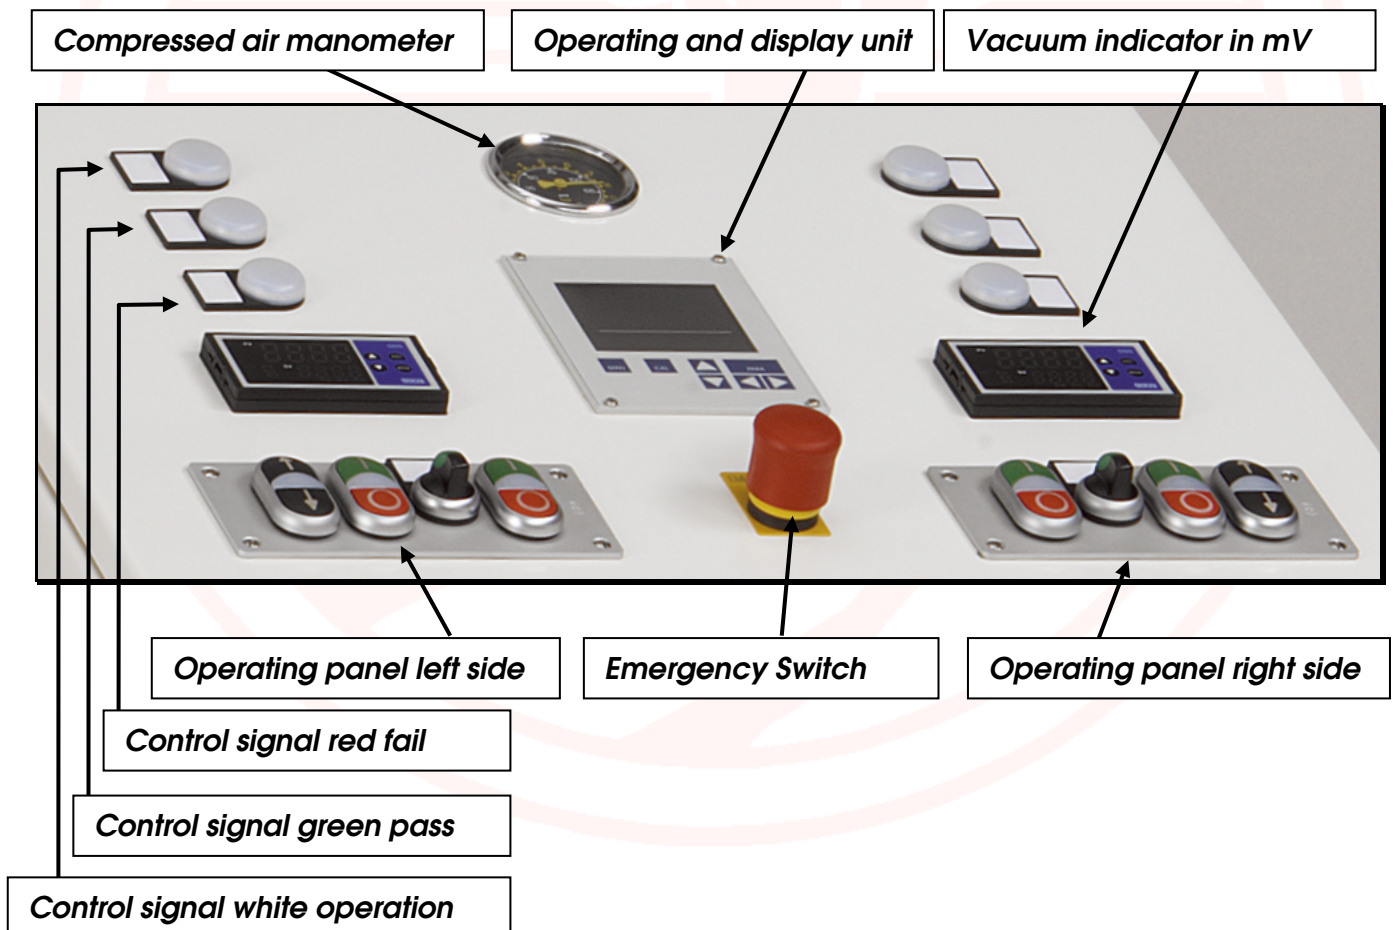 Compressed air manometer
Operating and display unit
Vacuum indicator in mV
CAL
Operating panel left side
Emergency Switch
Operating panel right side
Control signal red fail
Control signal green pass
Control signal white operation